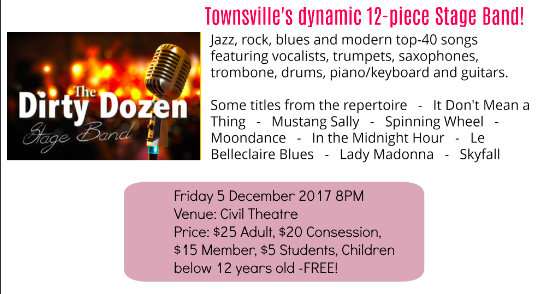 Townsville's dynamic 12-piece Stage Band!
The
Dirty Dozen
Stage Band
Jazz, rock, blues and modern top-40 songs
featuring vocalists, trumpets, saxophones,
trombone, drums, piano/keyboard and guitars.
Some titles from the repertoire - It Don't Mean a
Thing - Mustang Sally - Spinning Wheel -
Moondance - In the Midnight Hour - Le
Belleclaire Blues - Lady Madonna - Skyfall
Friday 5 December 2017 8PM
Venue: Civil Theatre
Price: $25 Adult, $20 Consession,
$15 Member, $5 Students, Children
below 12 years old -FREE!